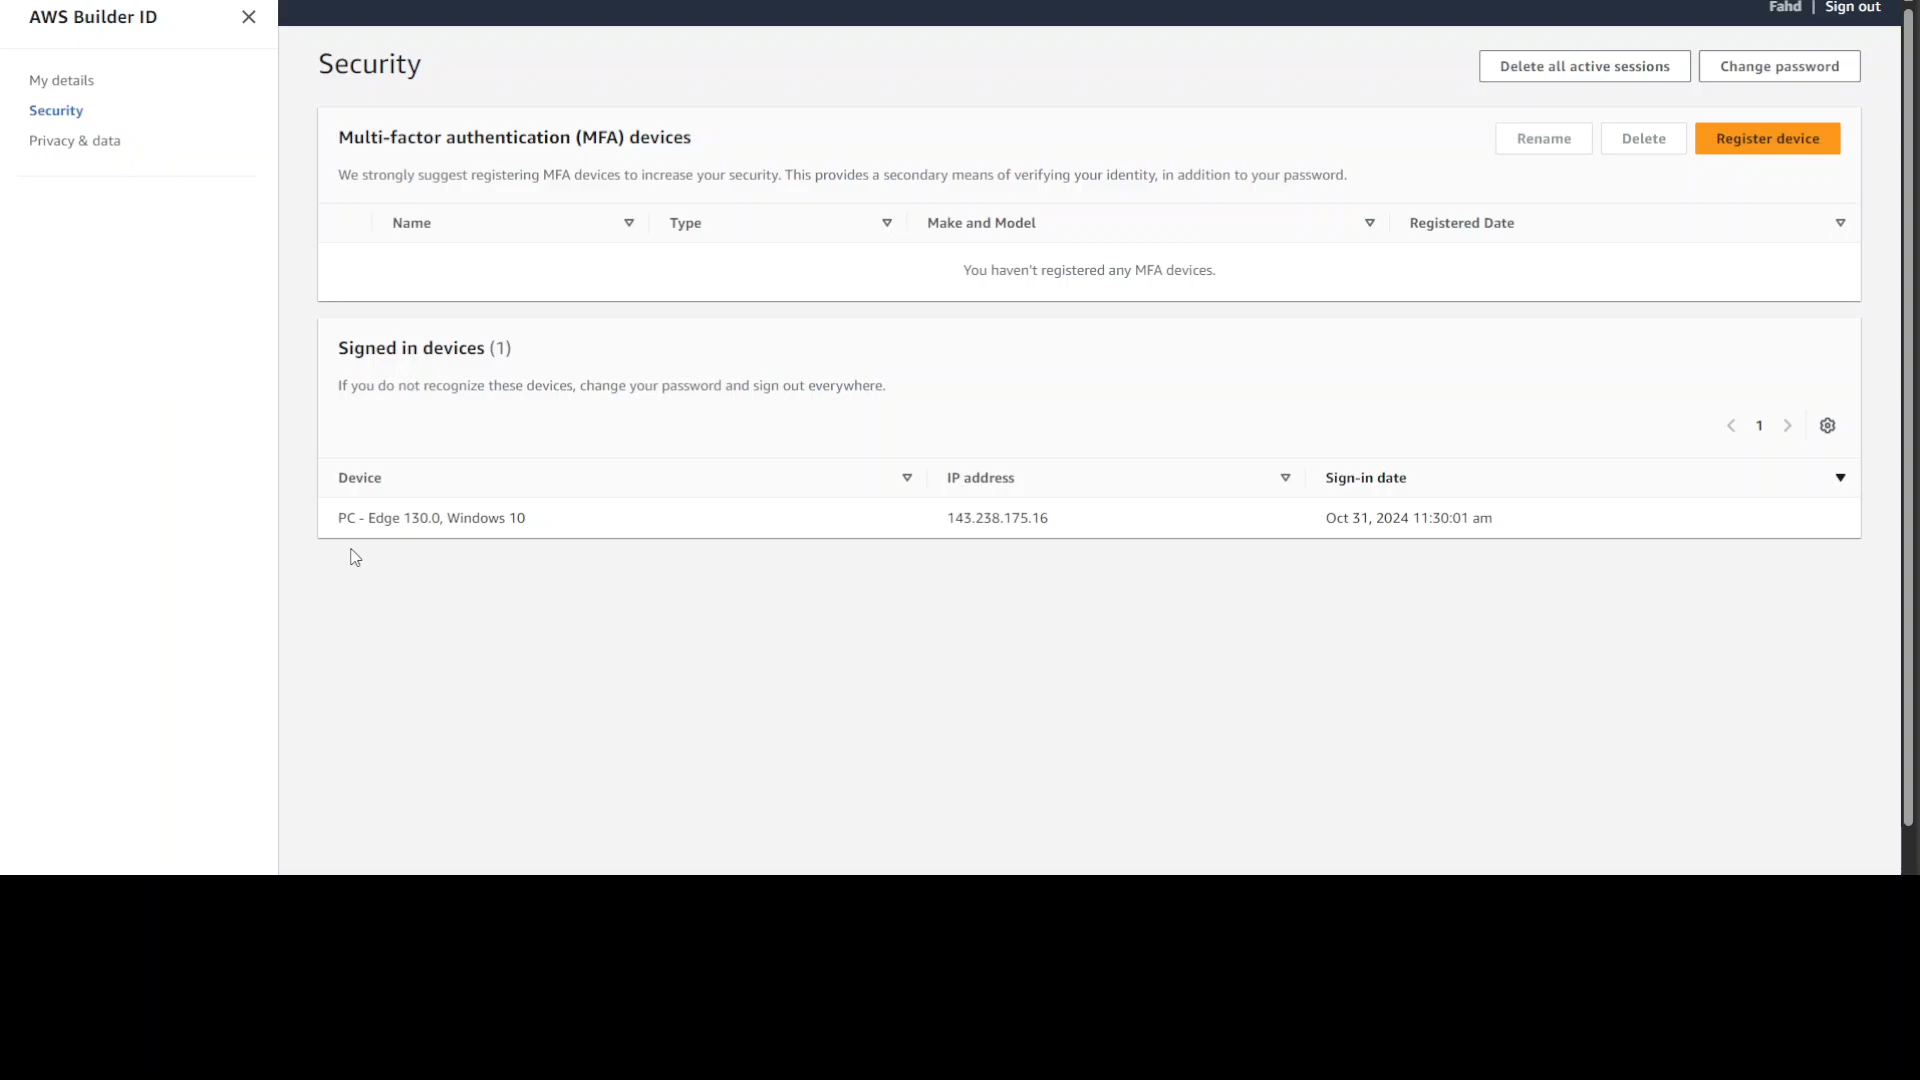 AWS Builder ID
Fahd | Sign out
My details
Security
Privacy & data
Security
Delete all active sessions
Change password
Multi-factor authentication (MFA) devices
Rename
Delete
Register device
We strongly suggest registering MFA devices to increase your security. This provides a secondary means of verifying your identity, in addition to your password.
Name
Type
Make and Model
Registered Date
You haven't registered any MFA devices.
Signed in devices (1)
If you do not recognize these devices, change your password and sign out everywhere.
1
Device
IP address
Sign-in date
PC - Edge 130.0, Windows 10
143.238.175.16
Oct 31, 2024 11:30:01 am